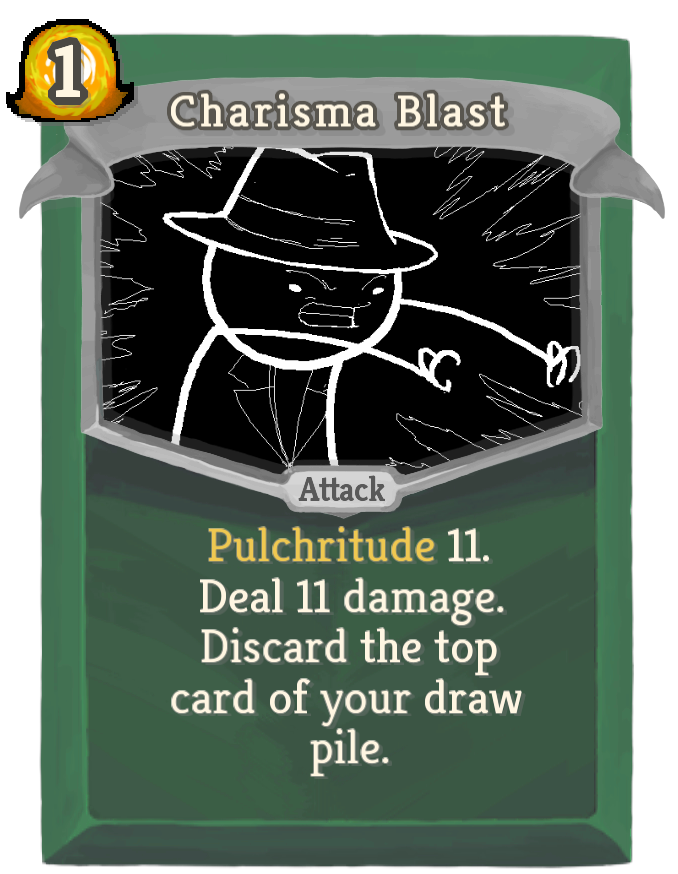 1
Charisma Blast
Attack
Pulchritude 11.
Deal 11 damage.
Discard the top
card of your draw
pile.